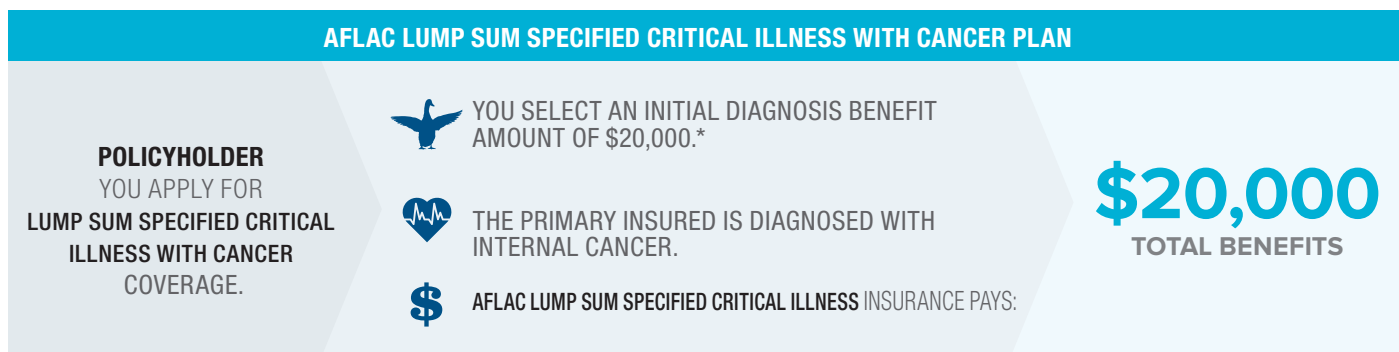 AFLAC LUMP SUM SPECIFIED CRITICAL ILLNESS WITH CANCER PLAN
POLICYHOLDER
YOU APPLY FOR
LUMP SUM SPECIFIED CRITICAL
ILLNESS WITH CANCER
COVERAGE.
YOU SELECT AN INITIAL DIAGNOSIS BENEFIT
AMOUNT OF $20,000.*
THE PRIMARY INSURED IS DIAGNOSED WITH
INTERNAL CANCER.
$
AFLAC LUMP SUM SPECIFIED CRITICAL ILLNESS INSURANCE PAYS:
$20,000
TOTAL BENEFITS